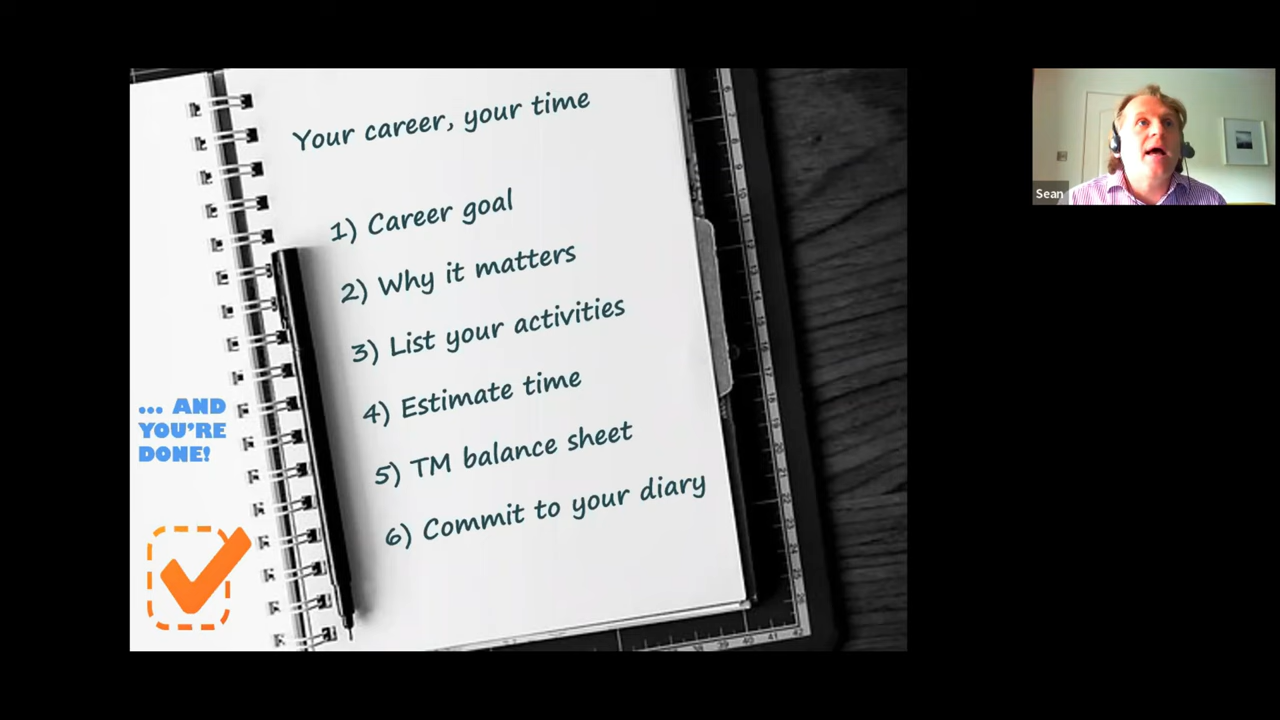 Your career, your time
1) Career goal
2) Why it matters
3) List your activities
4) Estimate time
5) TM balance sheet
6) Commit to your diary
... AND
YOU'RE
DONE!
Sean